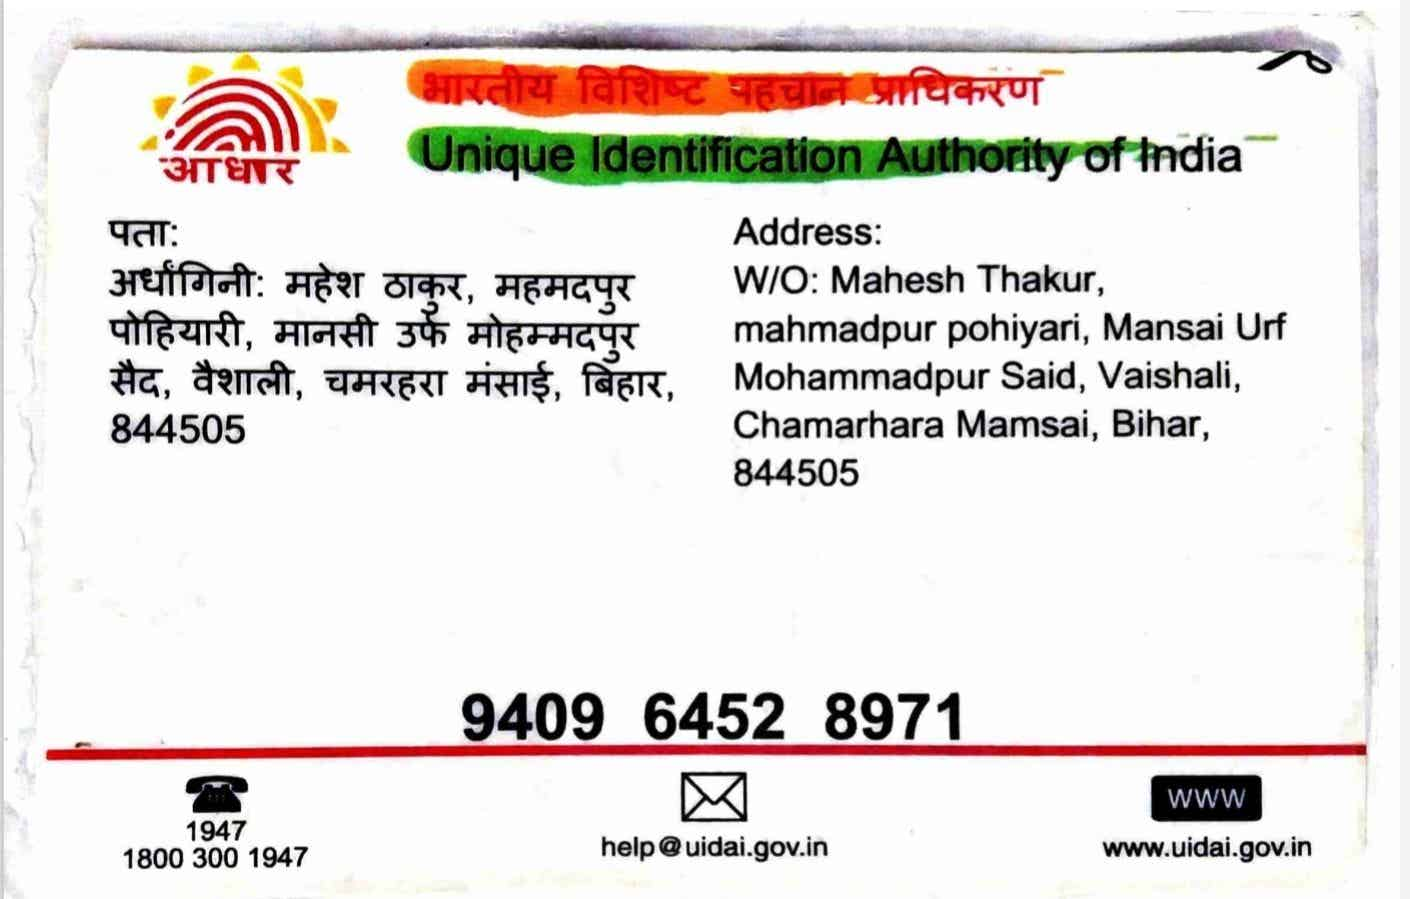 आधार
भारतीय विशिष्ट पहचान प्राधिकरण
Unique Identification Authority of India
पता:
अर्धांगिनी: महेश ठाकुर, महमदपुर
पोहियारी, मानसी उर्फ मोहम्मदपुर
सैद, वैशाली, चमरहरा मंसाई, बिहार,
844505
Address:
W/O: Mahesh Thakur,
mahmadpur pohiyari, Mansai Urf
Mohammadpur Said, Vaishali,
Chamarhara Mamsai, Bihar,
844505
9409 6452 8971
1947
1800 300 1947
help@uidai.gov.in
WWW
www.uidai.gov.in